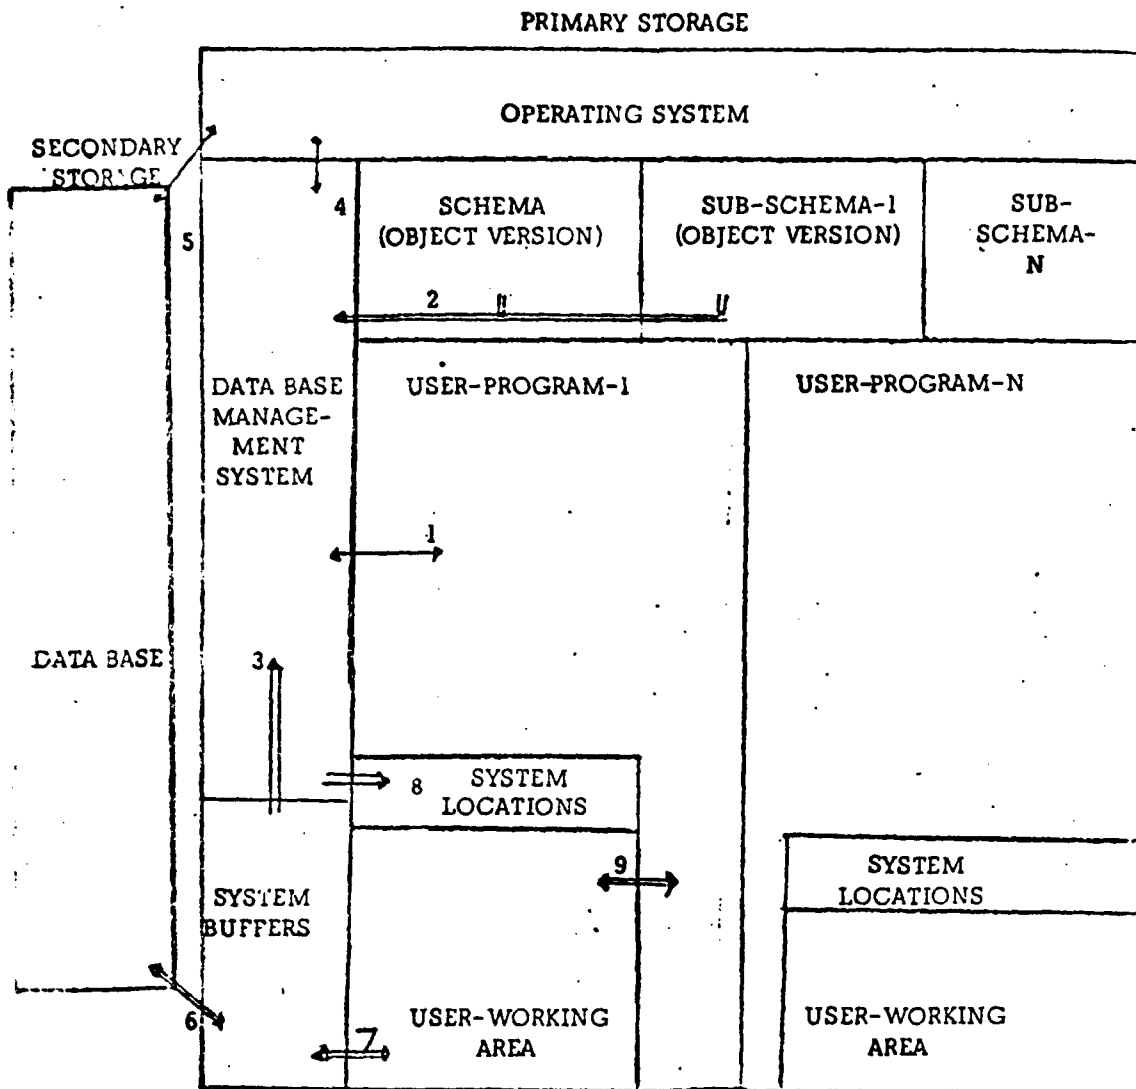 PRIMARY STORAGE
OPERATING SYSTEM
SECONDARY
STORAGE
4
5
SCHEMA
(OBJECT VERSION)
SUB-SCHEMA-1
(OBJECT VERSION)
SUB-
SCHEMA-
N
2
DATA BASE
MANAGE-
MENT
SYSTEM
USER-PROGRAM-1
USER-PROGRAM-N
1
DATA BASE
3
8
SYSTEM
LOCATIONS
9
SYSTEM
LOCATIONS
SYSTEM
BUFFERS
6
7
USER-WORKING
AREA
USER-WORKING
AREA